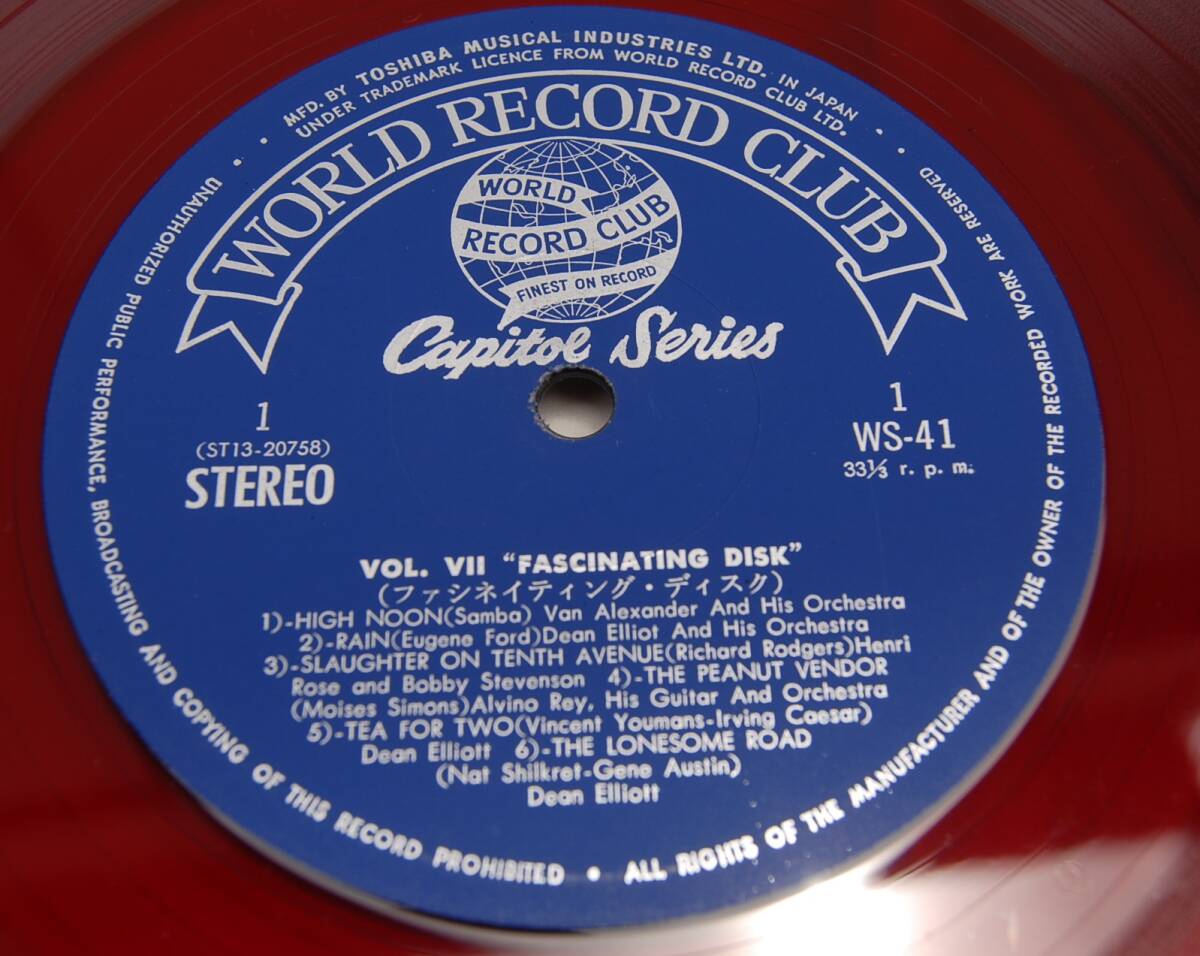 MFD. BY TOSHIBA MUSICAL INDUSTRIES LTD. IN JAPAN
UNDER TRADEMARK LICENCE FROM WORLD RECORD CLUB LTD.
WORLD RECORD CLUB
WORLD
RECORD CLUB
FINEST ON RECORD
Capitol Series
1
(ST13-20758)
STEREO
1
WS-41
33⅓ r. p. m.
VOL. VII "FASCINATING DISK"
(ファシネイティング・ディスク)
1)-HIGH NOON(Samba) Van Alexander And His Orchestra
2)-RAIN(Eugene Ford)Dean Elliot And His Orchestra
3)-SLAUGHTER ON TENTH AVENUE(Richard Rodgers)Henri
Rose and Bobby Stevenson 4)-THE PEANUT VENDOR
(Moises Simons)Alvino Rey, His Guitar And Orchestra
5)-TEA FOR TWO(Vincent Youmans-Irving Caesar)
Dean Elliott 6)-THE LONESOME ROAD
(Nat Shilkret-Gene Austin)
Dean Elliott
UNAUTHORIZED PUBLIC PERFORMANCE, BROADCASTING AND COPYING OF THIS RECORD PROHIBITED • ALL RIGHTS OF THE MANUFACTURER AND OF THE OWNER OF THE RECORDED WORK ARE RESERVED